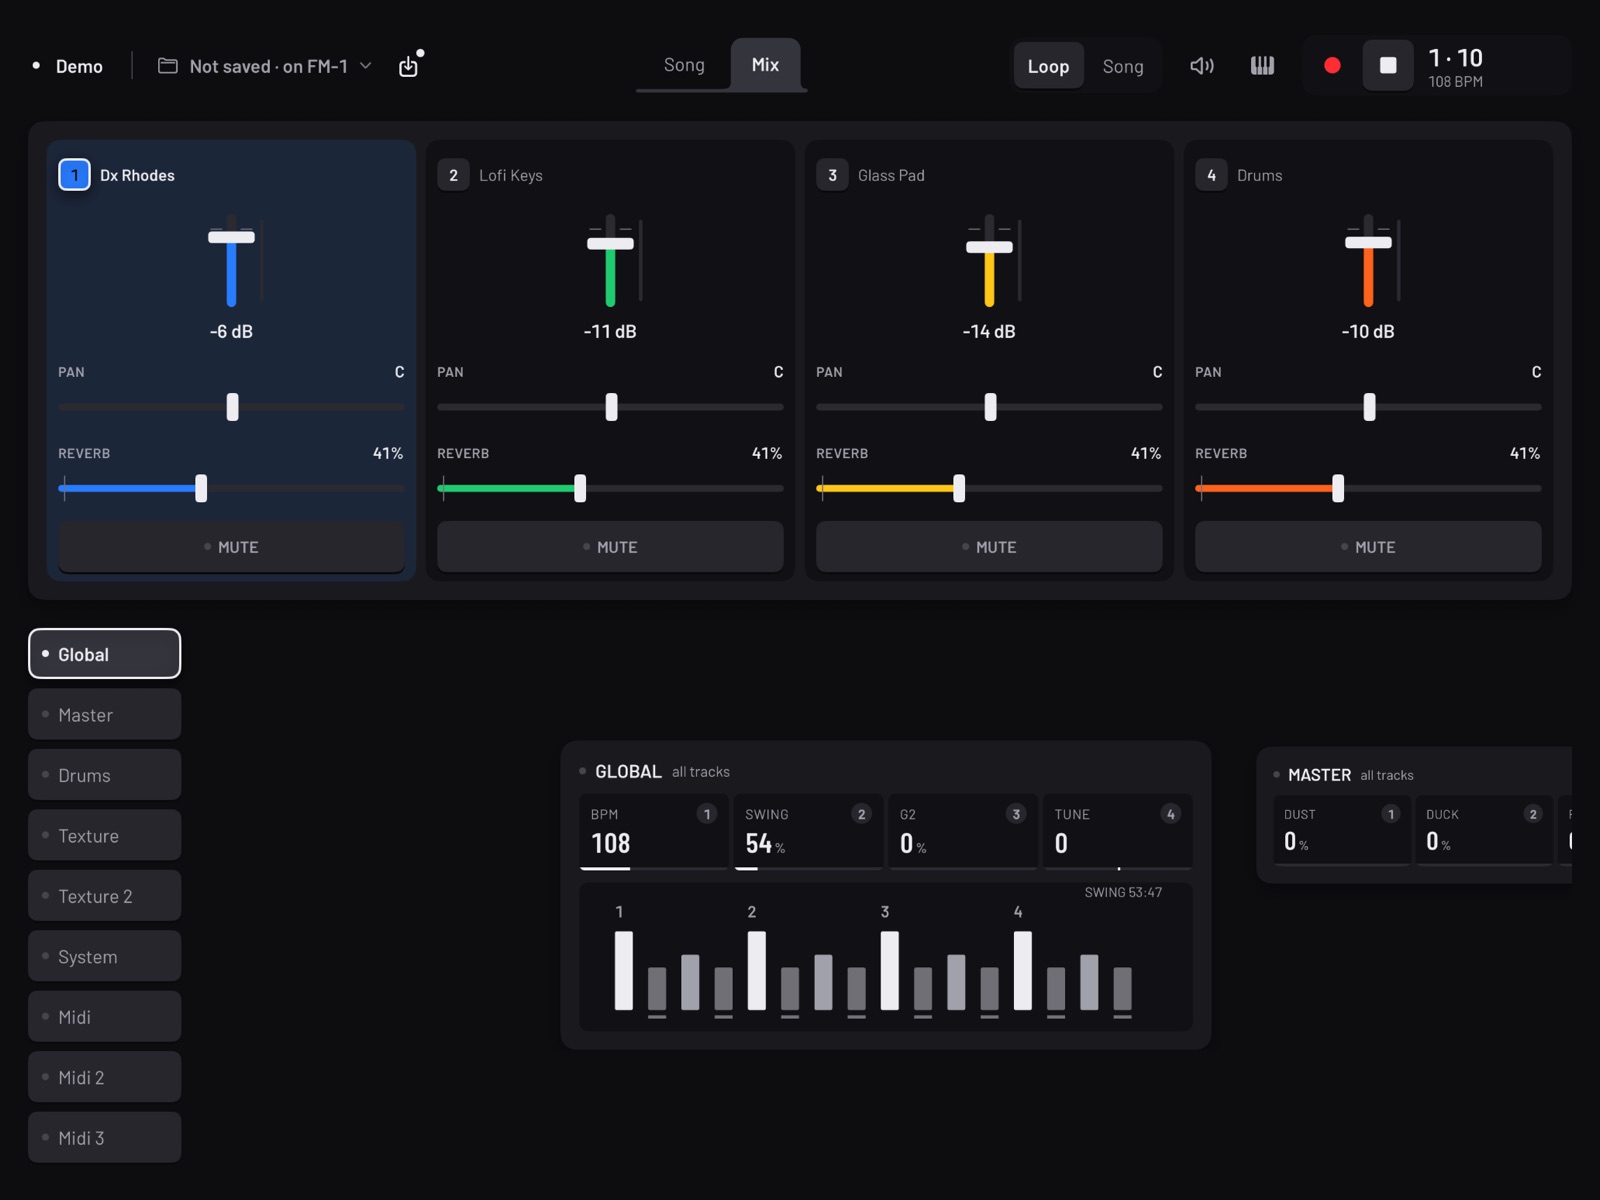 Demo
Not saved · on FM-1
Song
Mix
Loop
Song
1 · 10
108 BPM
1 Dx Rhodes
2 Lofi Keys
3 Glass Pad
4 Drums
-6 dB
-11 dB
-14 dB
-10 dB
PAN C
PAN C
PAN C
PAN C
REVERB 41%
REVERB 41%
REVERB 41%
REVERB 41%
MUTE
MUTE
MUTE
MUTE
Global
Master
Drums
Texture
Texture 2
System
Midi
Midi 2
Midi 3
GLOBAL all tracks
BPM 1
108
SWING 2
54 %
G2 3
0 %
TUNE 4
0
SWING 53:47
1 2 3 4
MASTER all tracks
DUST 1
0 %
DUCK 2
0 %